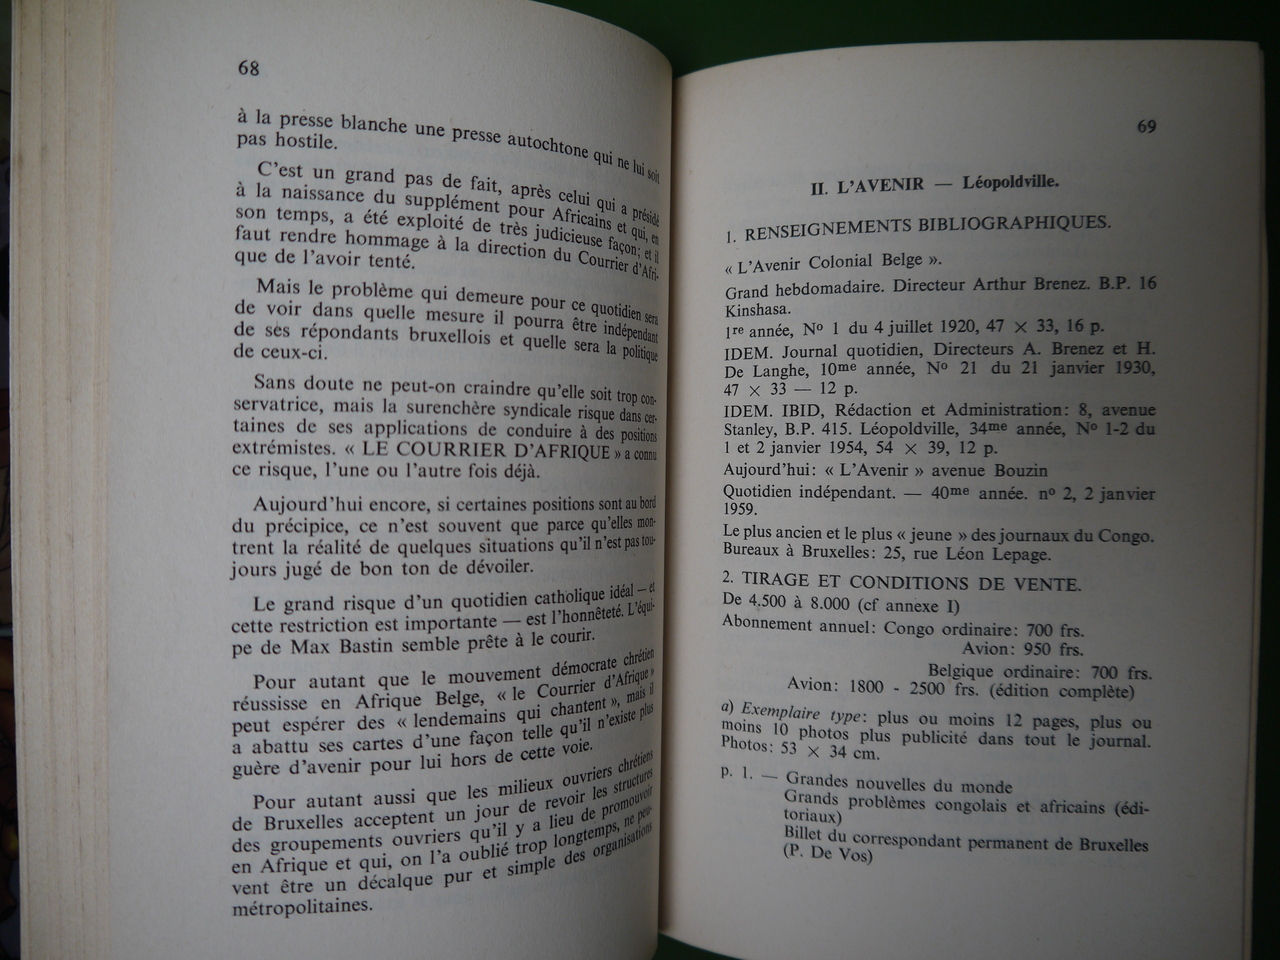 68
à la presse blanche une presse autochtone qui ne lui soit
pas hostile.
C'est un grand pas de fait, après celui qui a présidé
à la naissance du supplément pour Africains et qui, en
son temps, a été exploité de très judicieuse façon; et il
faut rendre hommage à la direction du Courrier d'Afri-
que de l'avoir tenté.
Mais le problème qui demeure pour ce quotidien sera
de voir dans quelle mesure il pourra être indépendant
de ses répondants bruxellois et quelle sera la politique
de ceux-ci.
Sans doute ne peut-on craindre qu'elle soit trop con-
servatrice, mais la surenchère syndicale risque dans cer-
taines de ses applications de conduire à des positions
extrémistes. « LE COURRIER D'AFRIQUE » a connu
ce risque, l'une ou l'autre fois déjà.
Aujourd'hui encore, si certaines positions sont au bord
du précipice, ce n'est souvent que parce qu'elles mon-
trent la réalité de quelques situations qu'il n'est pas tou-
jours jugé de bon ton de dévoiler.
Le grand risque d'un quotidien catholique idéal — et
cette restriction est importante — est l'honnêteté. L'équi-
pe de Max Bastin semble prête à le courir.
Pour autant que le mouvement démocrate chrétien
réussisse en Afrique Belge, « le Courrier d'Afrique »
peut espérer des « lendemains qui chantent », mais il
a abattu ses cartes d'une façon telle qu'il n'existe plus
guère d'avenir pour lui hors de cette voie.
Pour autant aussi que les milieux ouvriers chrétiens
de Bruxelles acceptent un jour de revoir les structures
des groupements ouvriers qu'il y a lieu de promouvoir
en Afrique et qui, on l'a oublié trop longtemps, ne peu-
vent être un décalque pur et simple des organisations
métropolitaines.
69
II. L'AVENIR — Léopoldville.
1. RENSEIGNEMENTS BIBLIOGRAPHIQUES.
« L'Avenir Colonial Belge ».
Grand hebdomadaire. Directeur Arthur Brenez. B.P. 16
Kinshasa.
1re année, No 1 du 4 juillet 1920, 47 × 33, 16 p.
IDEM. Journal quotidien, Directeurs A. Brenez et H.
De Langhe, 10me année, No 21 du 21 janvier 1930,
47 × 33 — 12 p.
IDEM. IBID, Rédaction et Administration: 8, avenue
Stanley, B.P. 415. Léopoldville, 34me année, No 1-2 du
1 et 2 janvier 1954, 54 × 39, 12 p.
Aujourd'hui: « L'Avenir » avenue Bouzin
Quotidien indépendant. — 40me année. no 2, 2 janvier
1959.
Le plus ancien et le plus « jeune » des journaux du Congo.
Bureaux à Bruxelles: 25, rue Léon Lepage.
2. TIRAGE ET CONDITIONS DE VENTE.
De 4.500 à 8.000 (cf annexe I)
Abonnement annuel: Congo ordinaire: 700 frs.
Avion: 950 frs.
Belgique ordinaire: 700 frs.
Avion: 1800 - 2500 frs. (édition complète)
a) Exemplaire type: plus ou moins 12 pages, plus ou
moins 10 photos plus publicité dans tout le journal.
Photos: 53 × 34 cm.
p. 1. — Grandes nouvelles du monde
Grands problèmes congolais et africains (édi-
toriaux)
Billet du correspondant permanent de Bruxelles
(P. De Vos)